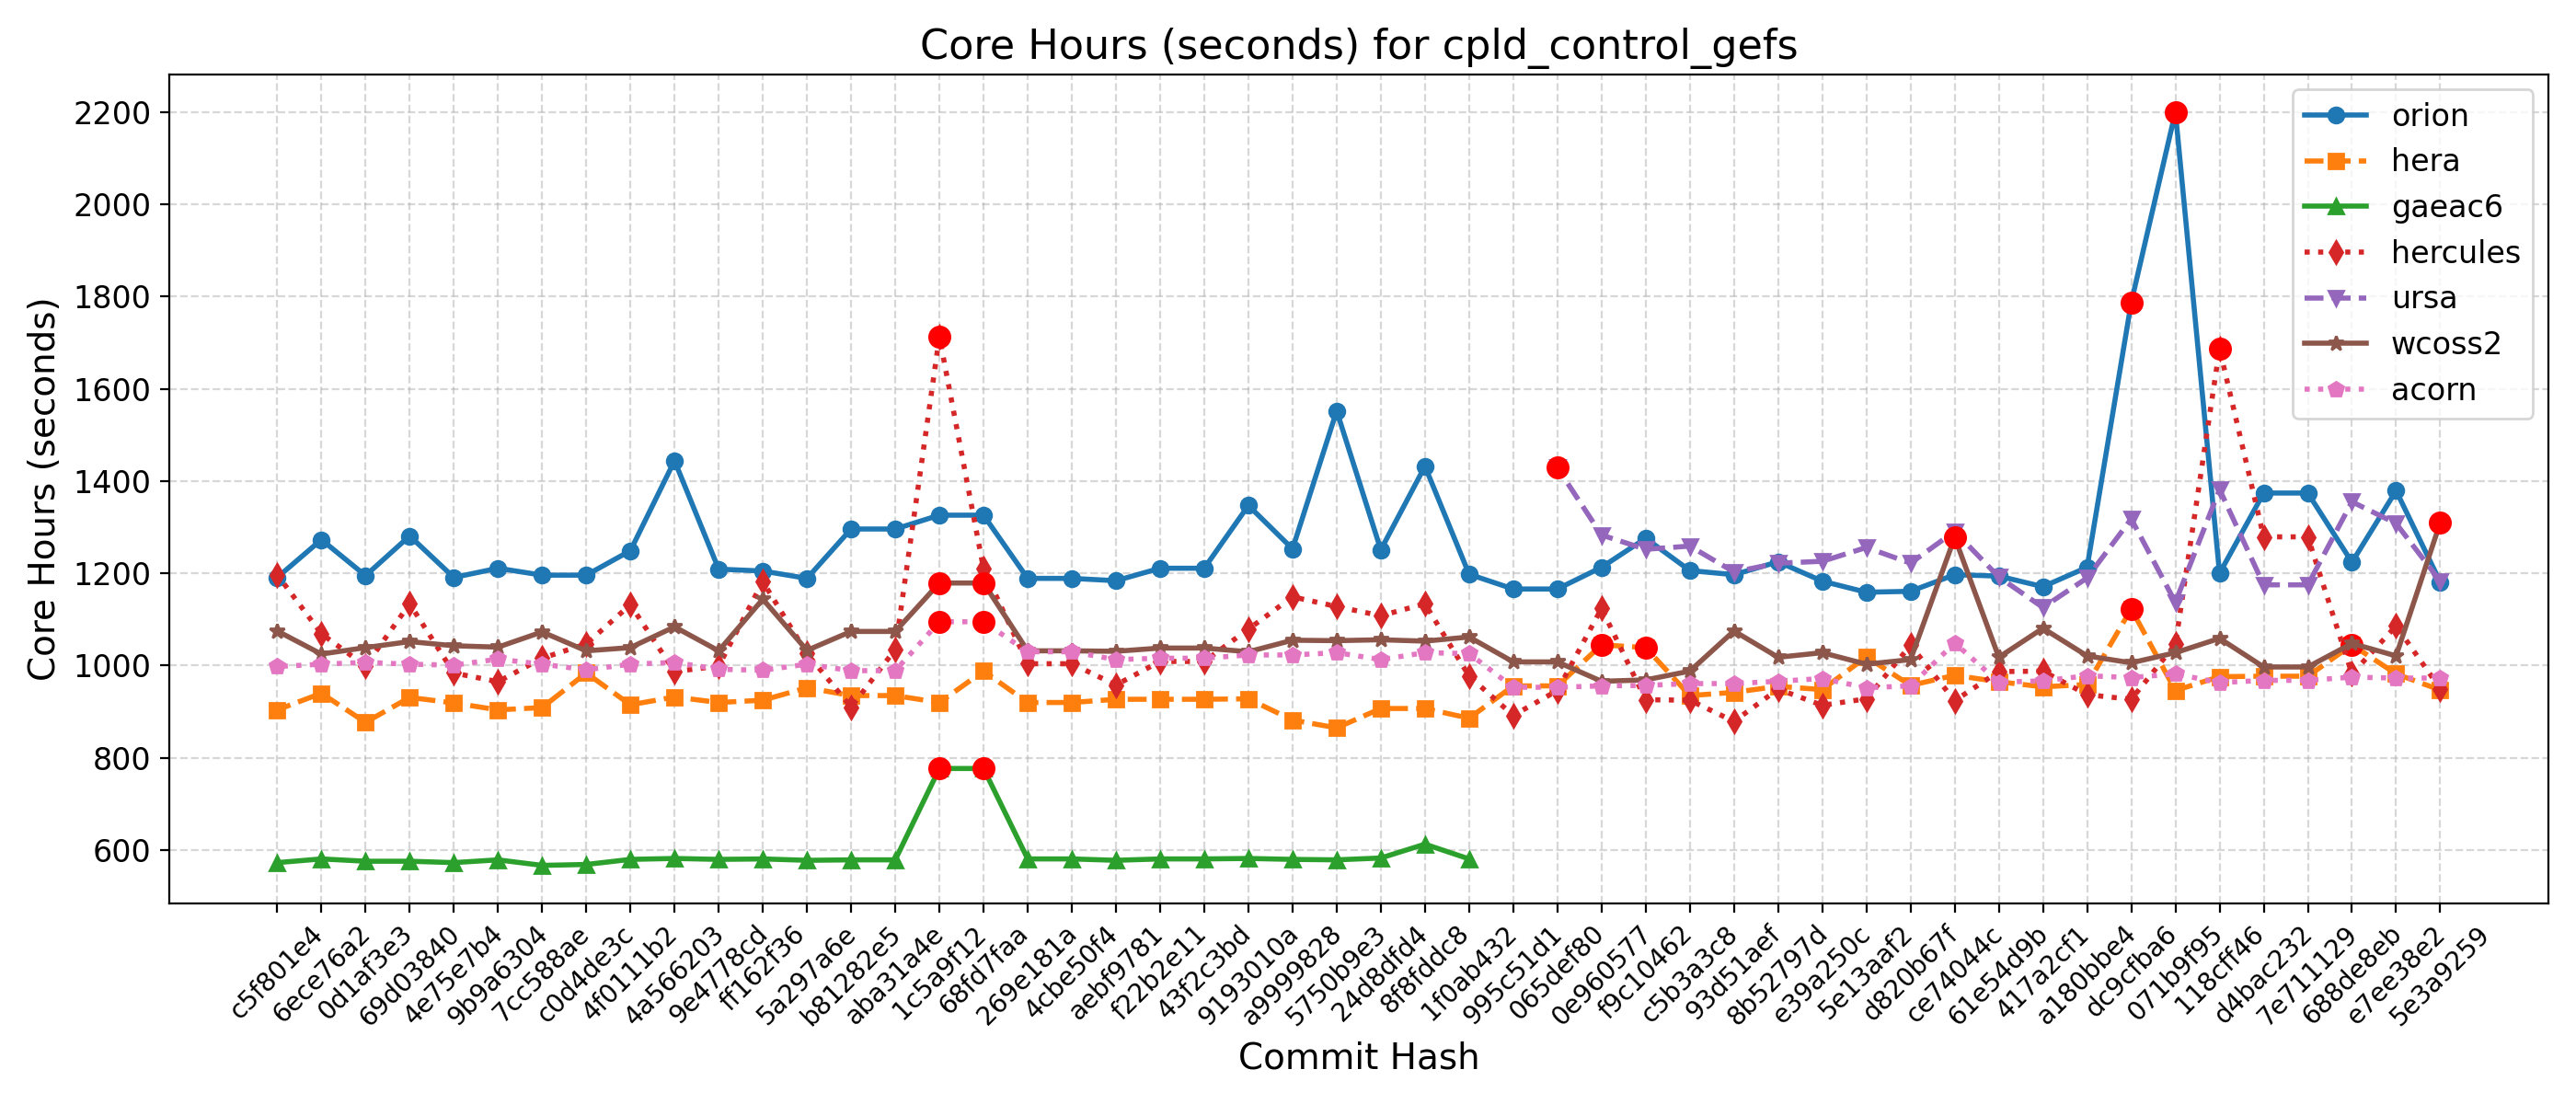 Core Hours (seconds) for cpld_control_gefs
Core Hours (seconds)
2200
2000
1800
1600
1400
1200
1000
800
600
orion
hera
gaeac6
hercules
ursa
wcoss2
acorn
c5f801e4
6ece76a2
0d1af3e3
69d03840
4e75e7b4
9b9a6304
7cc588ae
c0d4de3c
4f0111b2
4a566203
9e4778cd
ff162f36
5a297a6e
b81282e5
aba31a4e
1c5a9f12
68fd7faa
269e181a
4cbe50f4
aebf9781
f22b2e11
43f2c3bd
9193010a
a9999828
5750b9e3
24d8dfd4
8f8fddc8
1f0ab432
995c51d1
065def80
0e960577
f9c10462
c5b3a3c8
93d51aef
8b52797d
e39a250c
5e13aaf2
d820b67f
ce74044c
61e54d9b
417a2cf1
a180bbe4
dc9cfba6
071b9f95
118cff46
d4bac232
7e711129
688de8eb
e7ee38e2
5e3a9259
Commit Hash